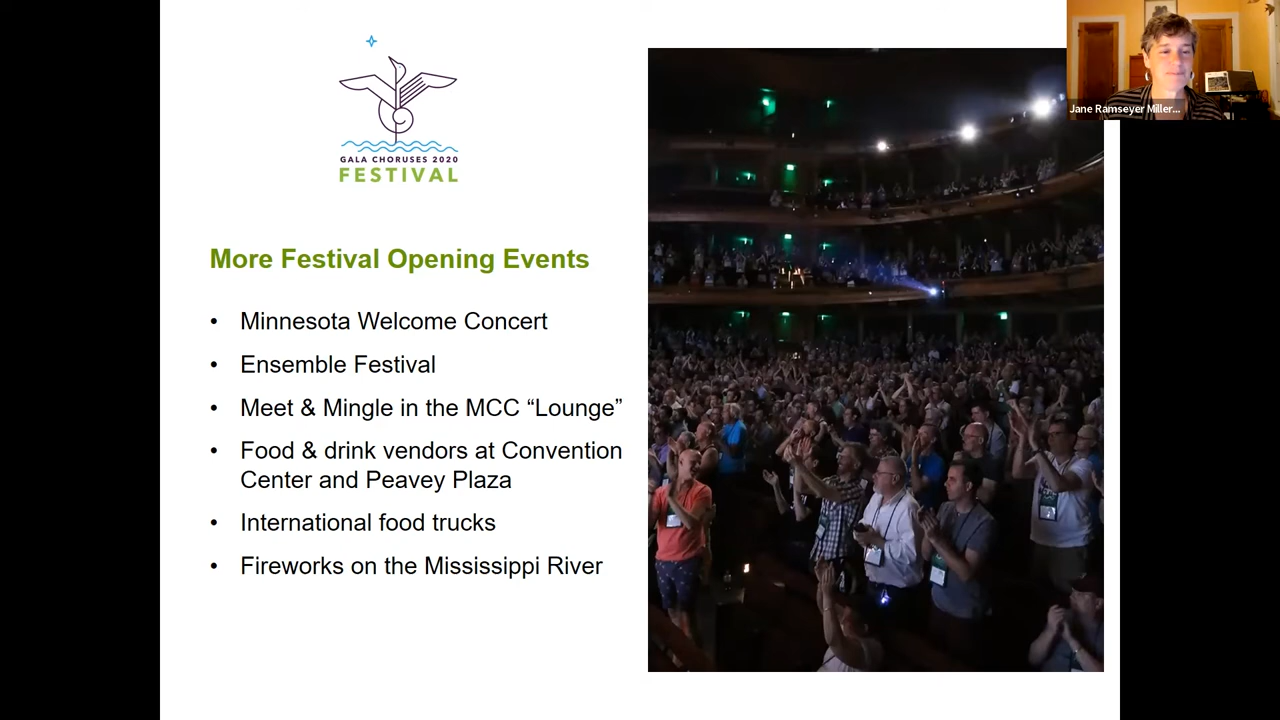 GALA CHORUSES 2020
FESTIVAL
More Festival Opening Events
• Minnesota Welcome Concert
• Ensemble Festival
• Meet & Mingle in the MCC “Lounge”
• Food & drink vendors at Convention
Center and Peavey Plaza
• International food trucks
• Fireworks on the Mississippi River
Jane Ramseyer Miller...